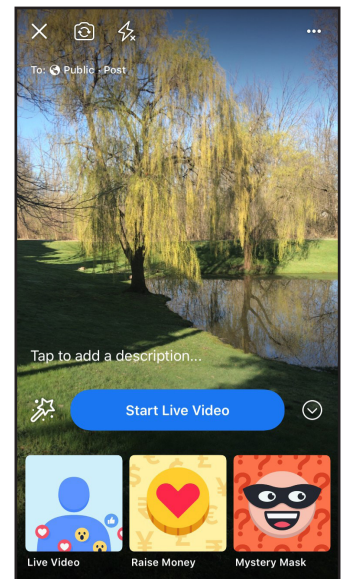 To: Public · Post
Tap to add a description...
Start Live Video
Live Video
Raise Money
Mystery Mask